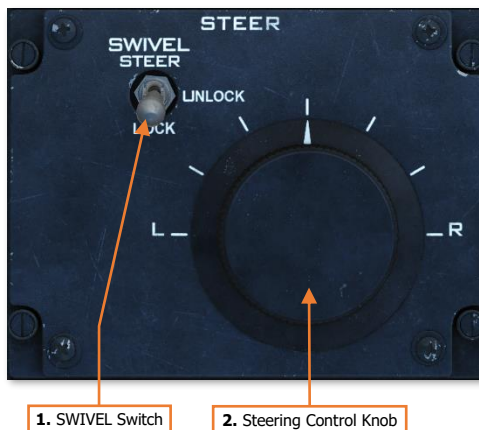 STEER
SWIVEL
STEER
UNLOCK
LOCK
L
R
1. SWIVEL Switch
2. Steering Control Knob